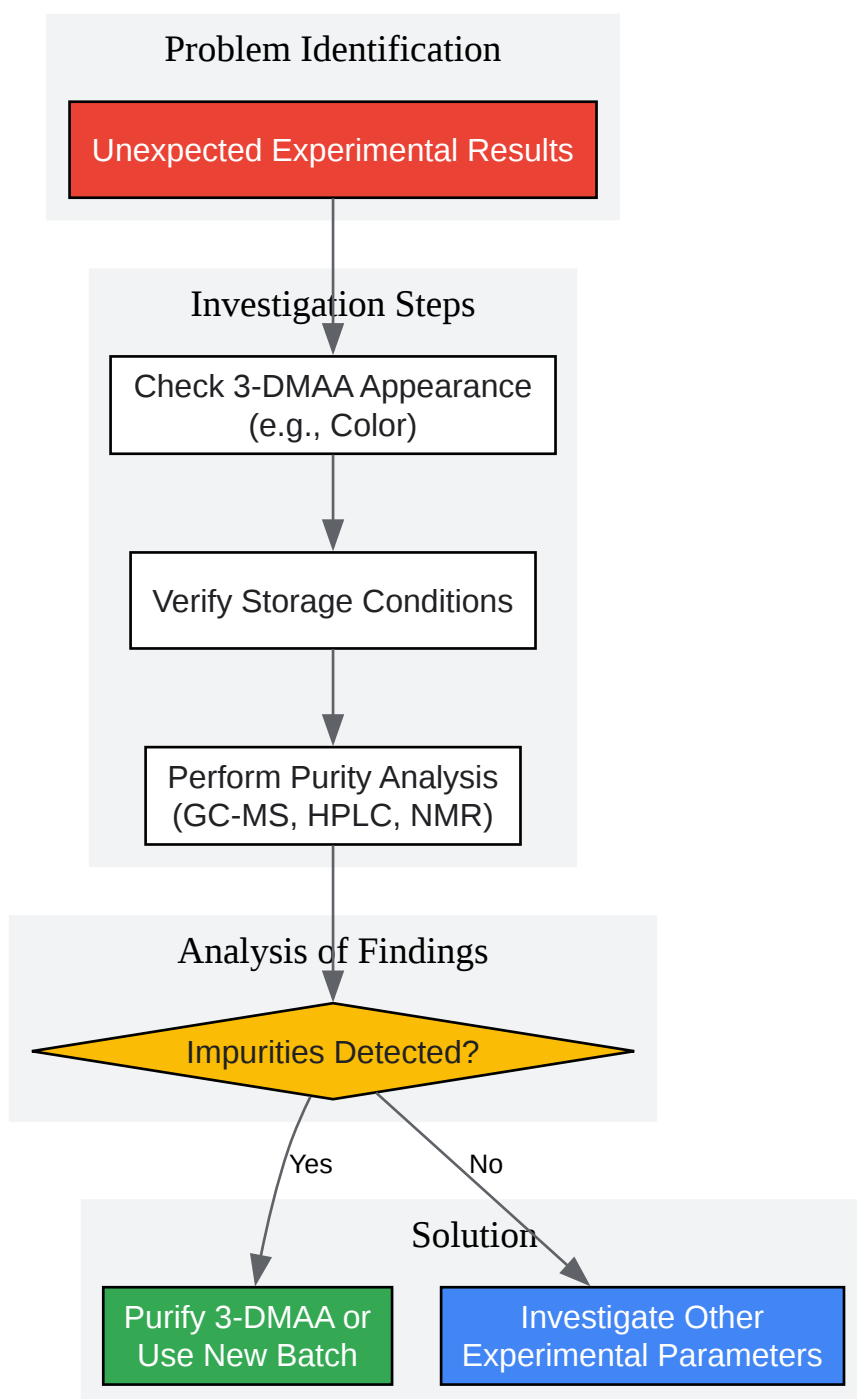 Problem Identification
Unexpected Experimental Results
Investigation Steps
Check 3-DMAA Appearance
(e.g., Color)
Verify Storage Conditions
Perform Purity Analysis
(GC-MS, HPLC, NMR)
Analysis of Findings
Impurities Detected?
Yes
No
Solution
Purify 3-DMAA or
Use New Batch
Investigate Other
Experimental Parameters